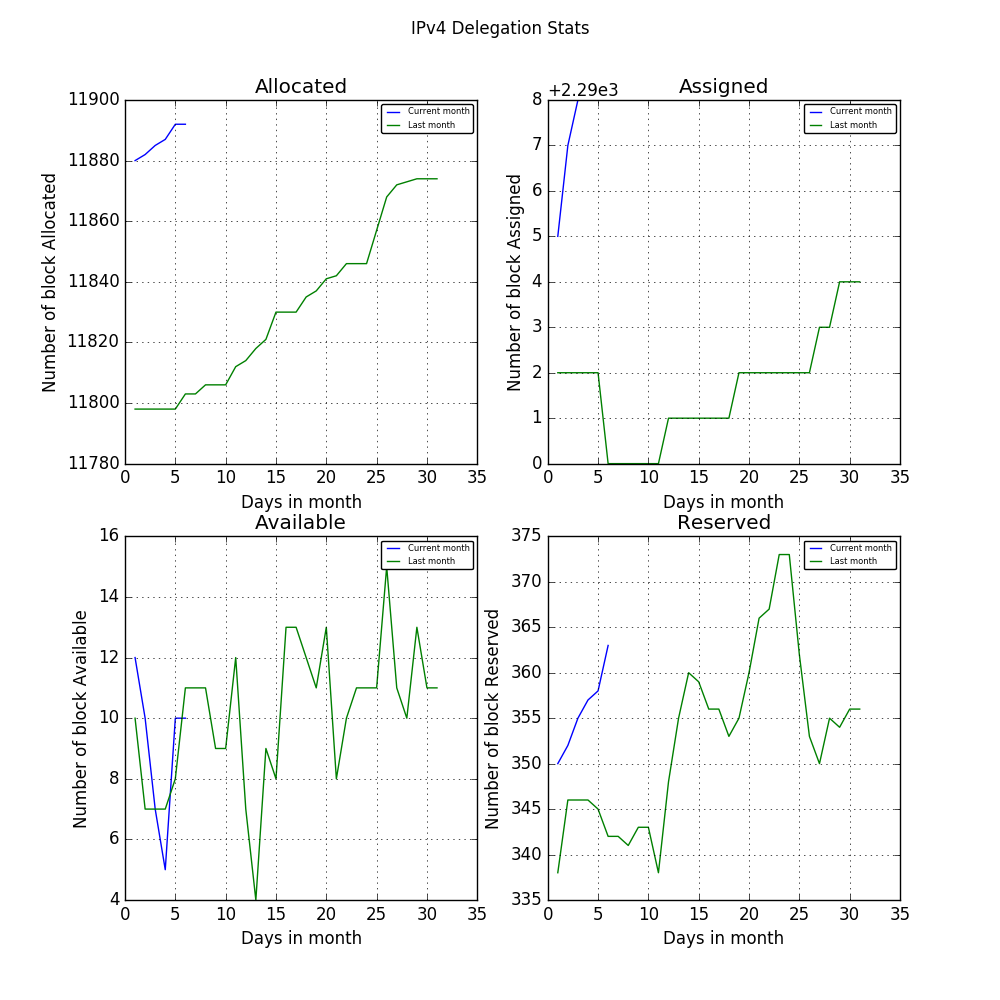 IPv4 Delegation Stats
Allocated
Number of block Allocated
11900
11880
11860
11840
11820
11800
11780
0 5 10 15 20 25 30 35
Days in month
Current month
Last month
Assigned
+2.29e3
Number of block Assigned
8
7
6
5
4
3
2
1
0
0 5 10 15 20 25 30 35
Days in month
Current month
Last month
Available
Number of block Available
16
14
12
10
8
6
4
0 5 10 15 20 25 30 35
Days in month
Current month
Last month
Reserved
Number of block Reserved
375
370
365
360
355
350
345
340
335
0 5 10 15 20 25 30 35
Days in month
Current month
Last month